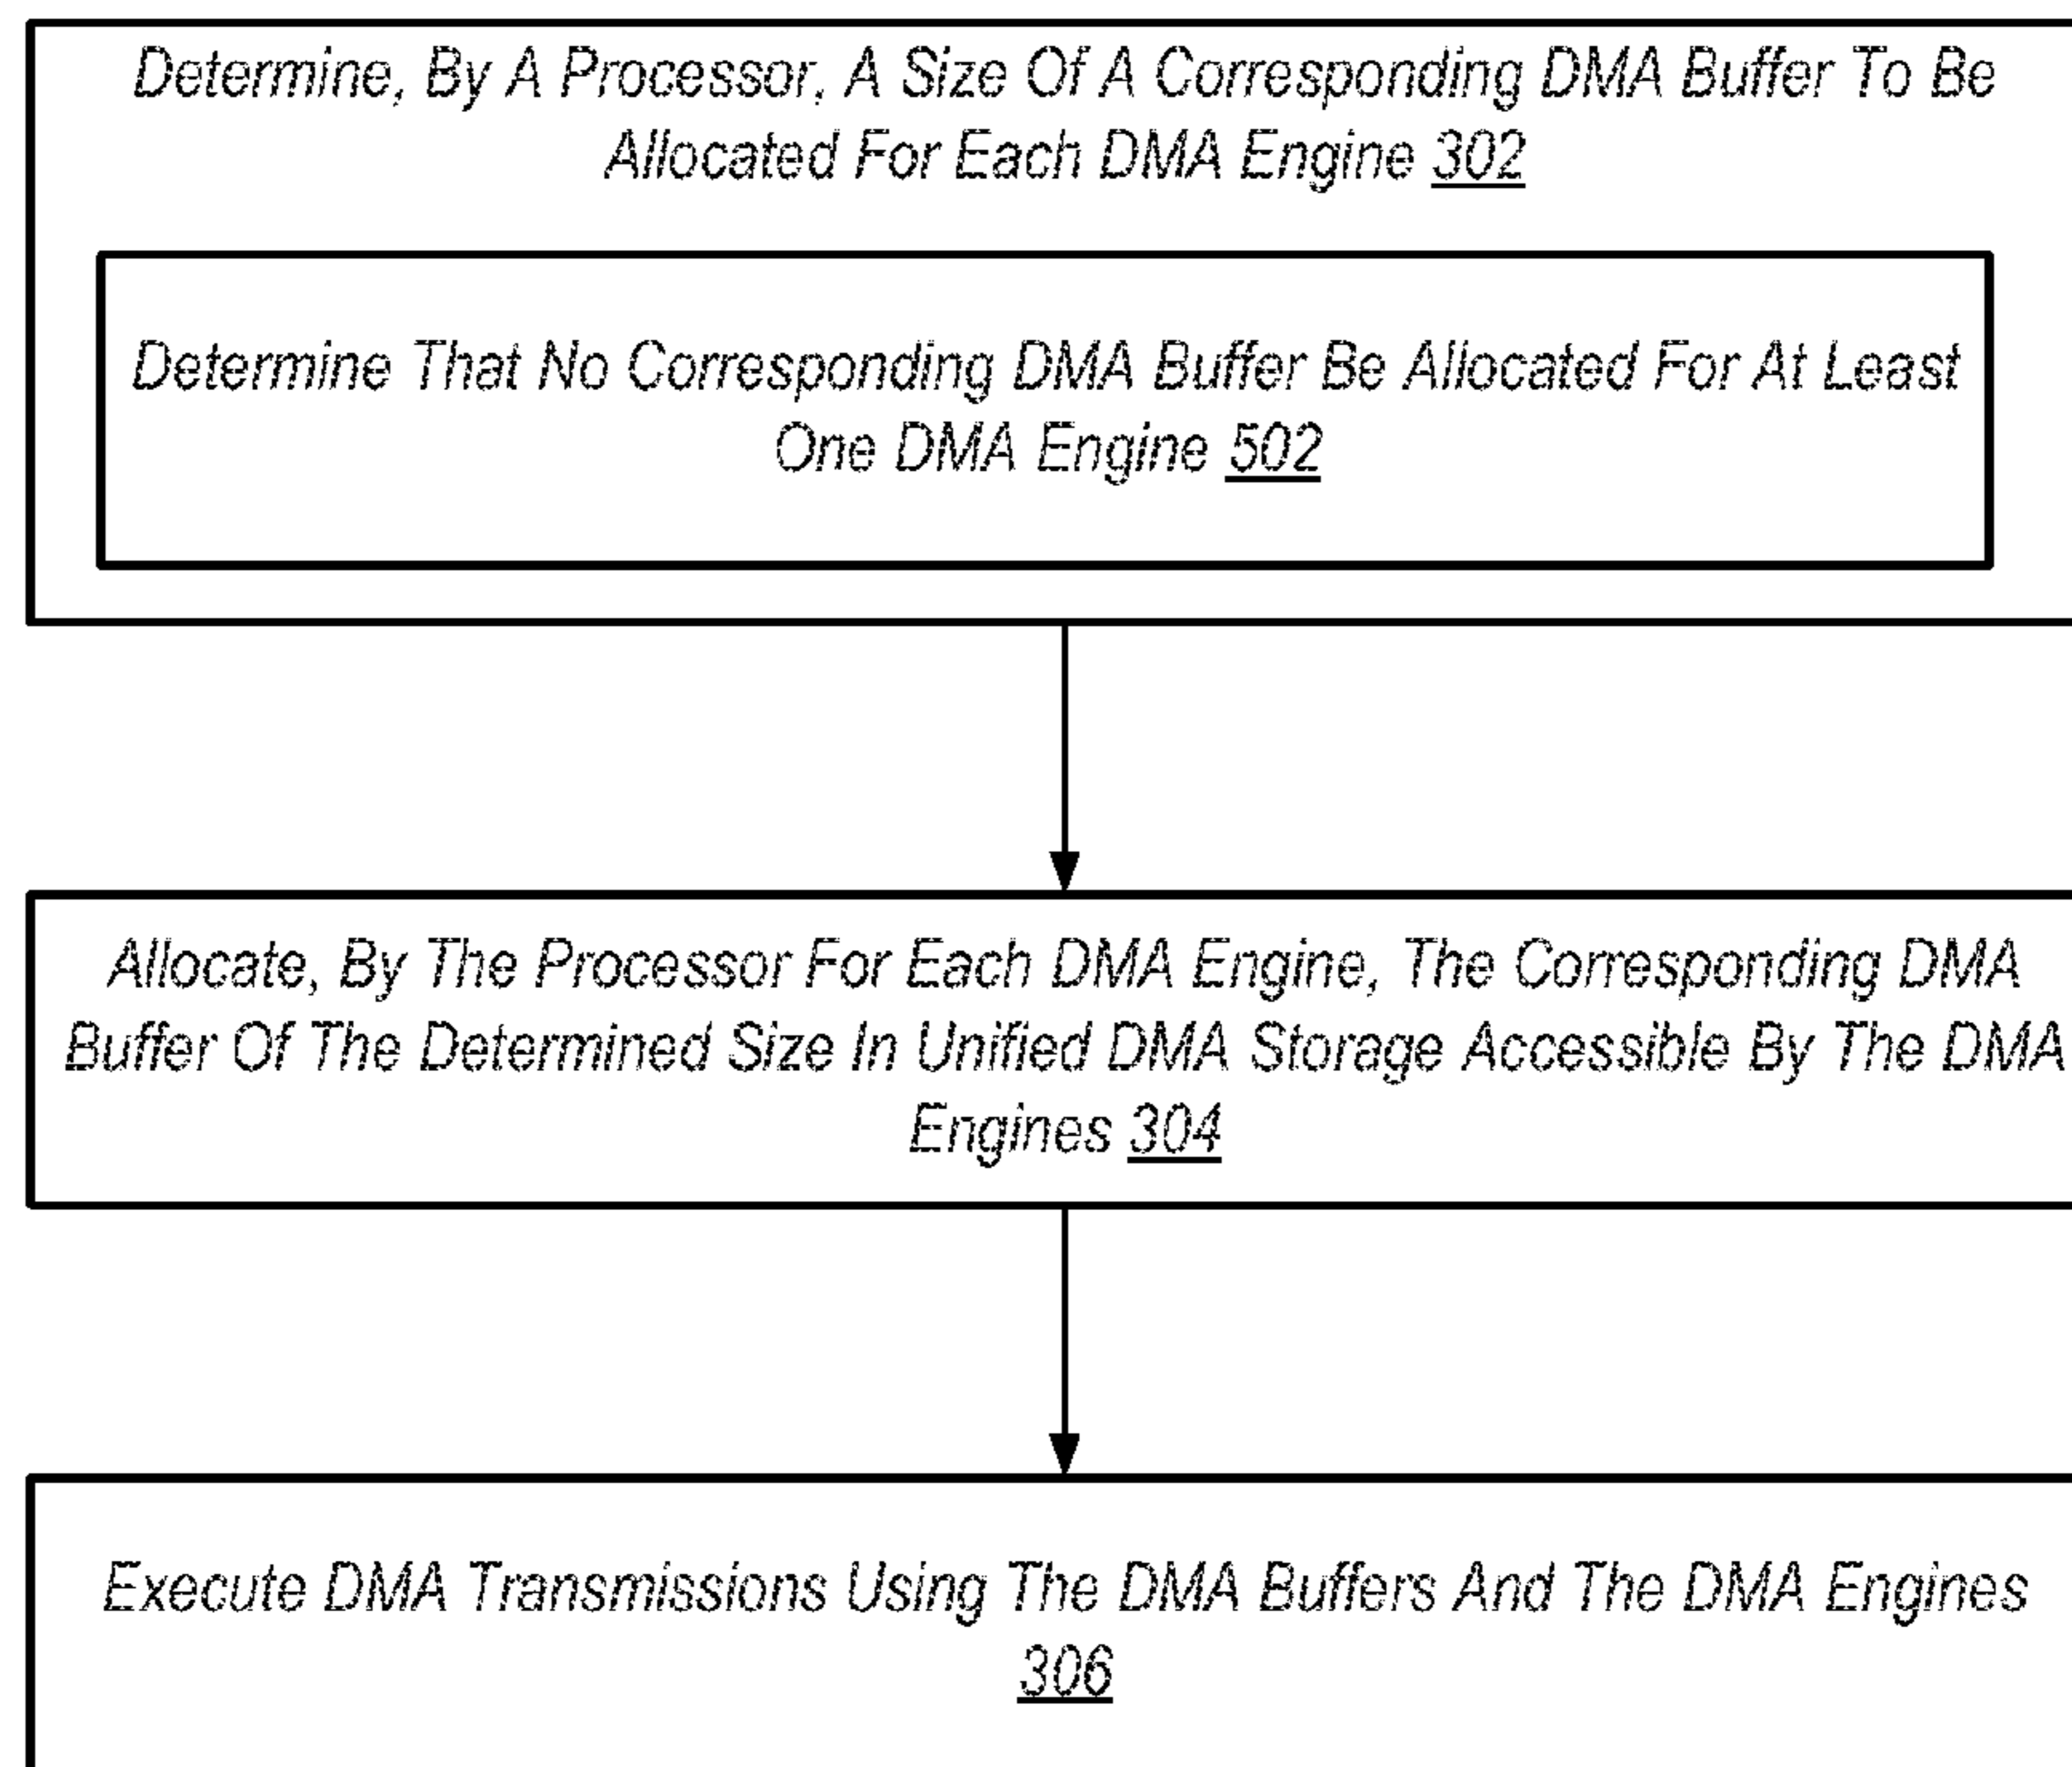 Determine, By A Processor, A Size Of A Corresponding DMA Buffer To Be
Allocated For Each DMA Engine 302
Determine That No Corresponding DMA Buffer Be Allocated For At Least
One DMA Engine 502
Allocate, By The Processor For Each DMA Engine, The Corresponding DMA
Buffer Of The Determined Size In Unified DMA Storage Accessible By The DMA
Engines 304
Execute DMA Transmissions Using The DMA Buffers And The DMA Engines
306